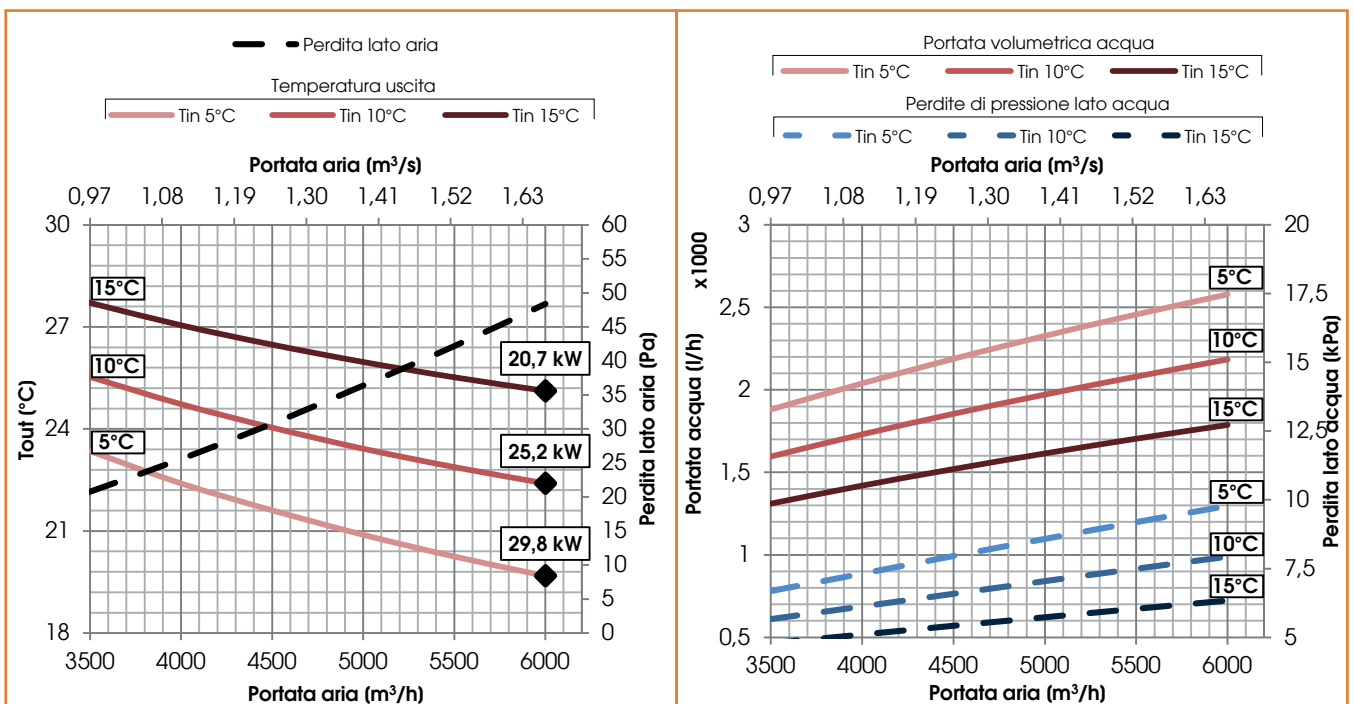 Perdita lato aria
Temperatura uscita
Tin 5°C Tin 10°C Tin 15°C
Portata aria (m³/s)
0,97 1,08 1,19 1,30 1,41 1,52 1,63
30 60
55
50
27 45
40
35
24 30
25
20
21 15
10
5
18 0
Tout (°C)
Perdita lato aria (Pa)
15°C
10°C
5°C
20,7 kW
25,2 kW
29,8 kW
3500 4000 4500 5000 5500 6000
Portata aria (m³/h)
Portata volumetrica acqua
Tin 5°C Tin 10°C Tin 15°C
Perdite di pressione lato acqua
Tin 5°C Tin 10°C Tin 15°C
Portata aria (m³/s)
0,97 1,08 1,19 1,30 1,41 1,52 1,63
x1000
Portata acqua (l/h)
3 20
2,5 17,5
2 15
1,5 12,5
1 10
0,5 7,5
5
Perdita lato acqua (kPa)
5°C
10°C
15°C
5°C
10°C
15°C
3500 4000 4500 5000 5500 6000
Portata aria (m³/h)